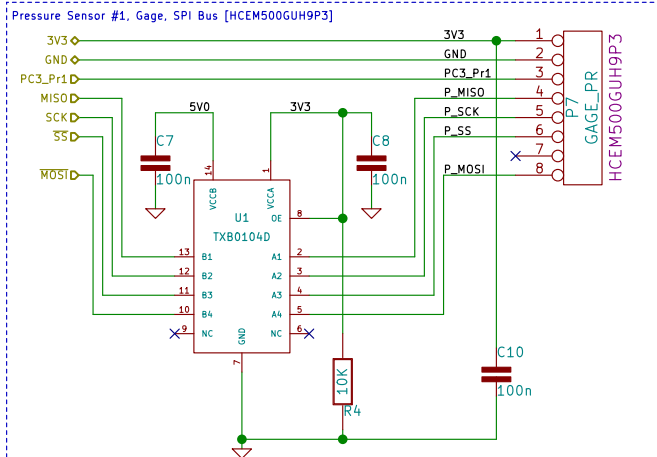 Pressure Sensor #1, Gage, SPI Bus [HCEM500GUH9P3]
3V3
GND
PC3_Pr1
MISO
SCK
SS
MOSI
3V3
GND
PC3_Pr1
P_MISO
P_SCK
P_SS
P_MOSI
1
2
3
4
5
6
7
8
P7
GAGE_PR
HCEM500GUH9P3
5V0
3V3
C7
100n
C8
100n
14
1
VCCB
VCCA
U1
TXB0104D
OE
8
13
B1
A1
2
12
B2
A2
3
11
B3
A3
4
10
B4
A4
5
9
NC
NC
6
GND
7
10K
R4
C10
100n